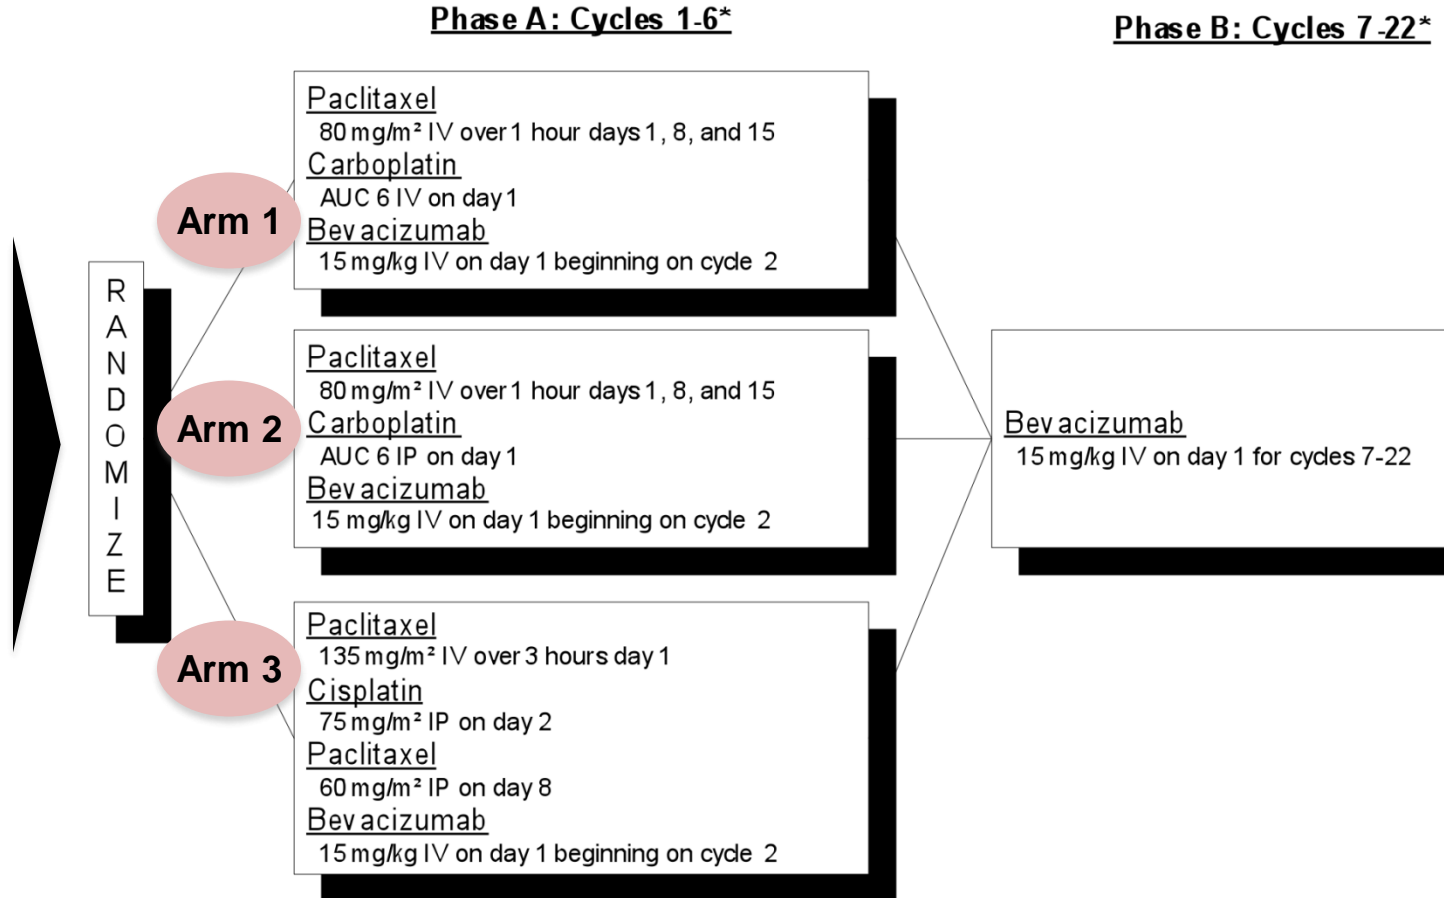 Phase A: Cycles 1-6*
Phase B: Cycles 7-22*
RANDOMIZE
Arm 1
Paclitaxel
80 mg/m² IV over 1 hour days 1, 8, and 15
Carboplatin
AUC 6 IV on day 1
Bevacizumab
15 mg/kg IV on day 1 beginning on cycle 2
Arm 2
Paclitaxel
80 mg/m² IV over 1 hour days 1, 8, and 15
Carboplatin
AUC 6 IP on day 1
Bevacizumab
15 mg/kg IV on day 1 beginning on cycle 2
Arm 3
Paclitaxel
135 mg/m² IV over 3 hours day 1
Cisplatin
75 mg/m² IP on day 2
Paclitaxel
60 mg/m² IP on day 8
Bevacizumab
15 mg/kg IV on day 1 beginning on cycle 2
Bevacizumab
15 mg/kg IV on day 1 for cycles 7-22